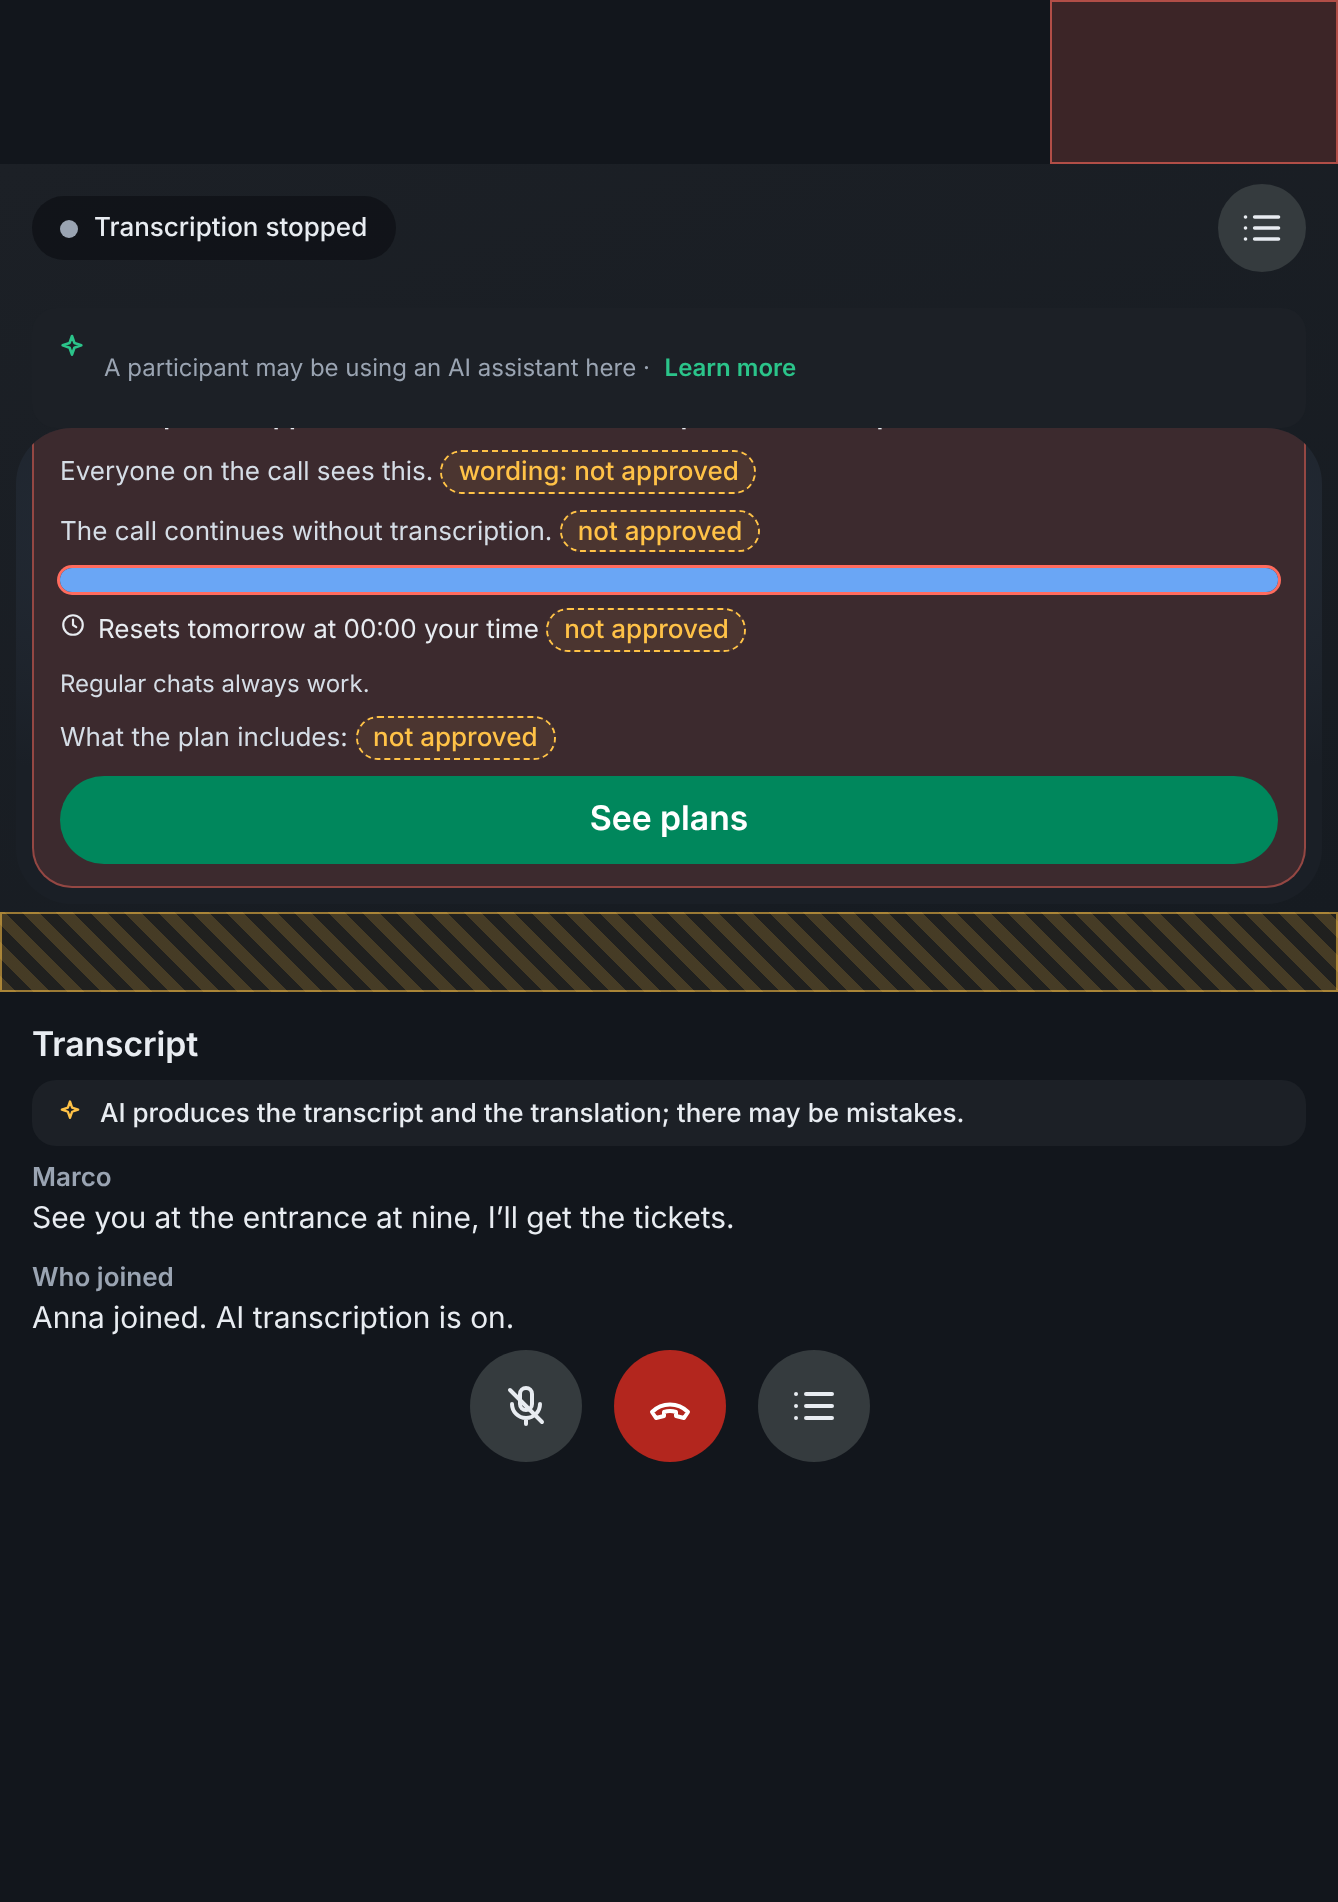 Transcription stopped
A participant may be using an AI assistant here · Learn more
Everyone on the call sees this. wording: not approved
The call continues without transcription. not approved
Resets tomorrow at 00:00 your time not approved
Regular chats always work.
What the plan includes: not approved
See plans
Transcript
AI produces the transcript and the translation; there may be mistakes.
Marco
See you at the entrance at nine, I’ll get the tickets.
Who joined
Anna joined. AI transcription is on.